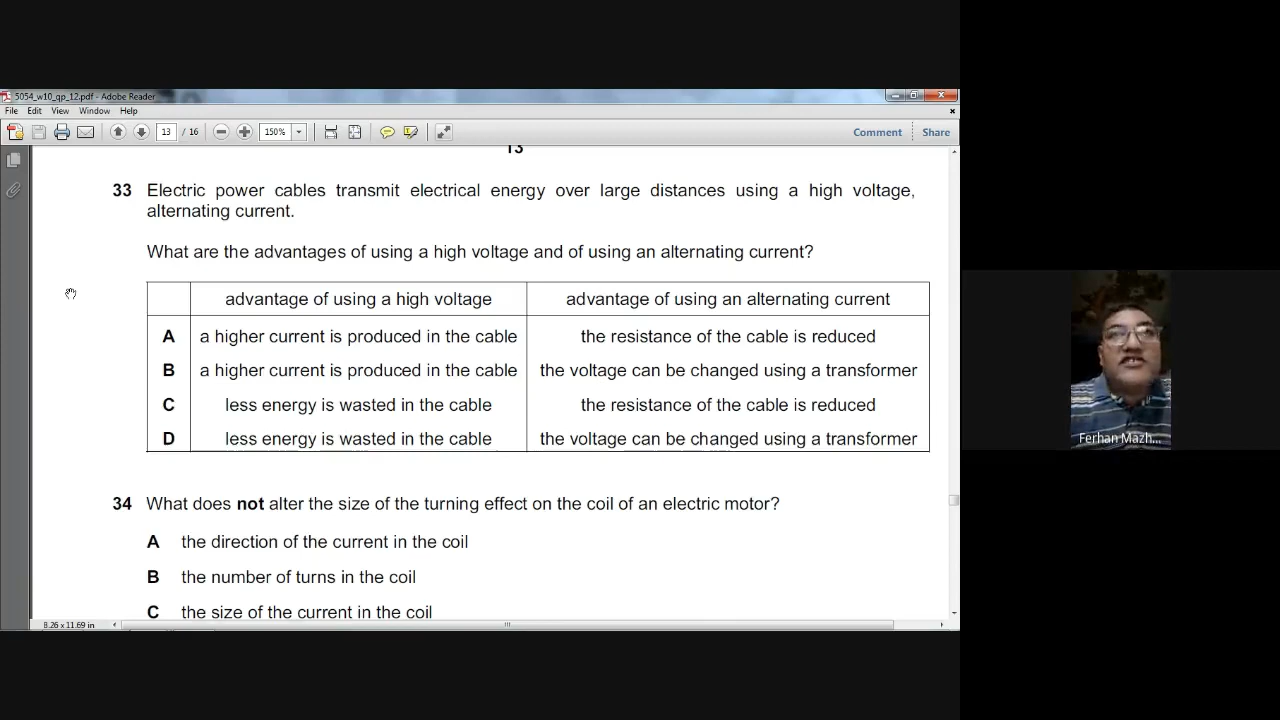 5054_w10_qp_12.pdf - Adobe Reader
File Edit View Window Help
13 / 16 150% Comment Share
13
33 Electric power cables transmit electrical energy over large distances using a high voltage,
alternating current.
What are the advantages of using a high voltage and of using an alternating current?
advantage of using a high voltage advantage of using an alternating current
A a higher current is produced in the cable the resistance of the cable is reduced
B a higher current is produced in the cable the voltage can be changed using a transformer
C less energy is wasted in the cable the resistance of the cable is reduced
D less energy is wasted in the cable the voltage can be changed using a transformer
34 What does not alter the size of the turning effect on the coil of an electric motor?
A the direction of the current in the coil
B the number of turns in the coil
C the size of the current in the coil
8.26 x 11.69 in
Ferhan Mazh...